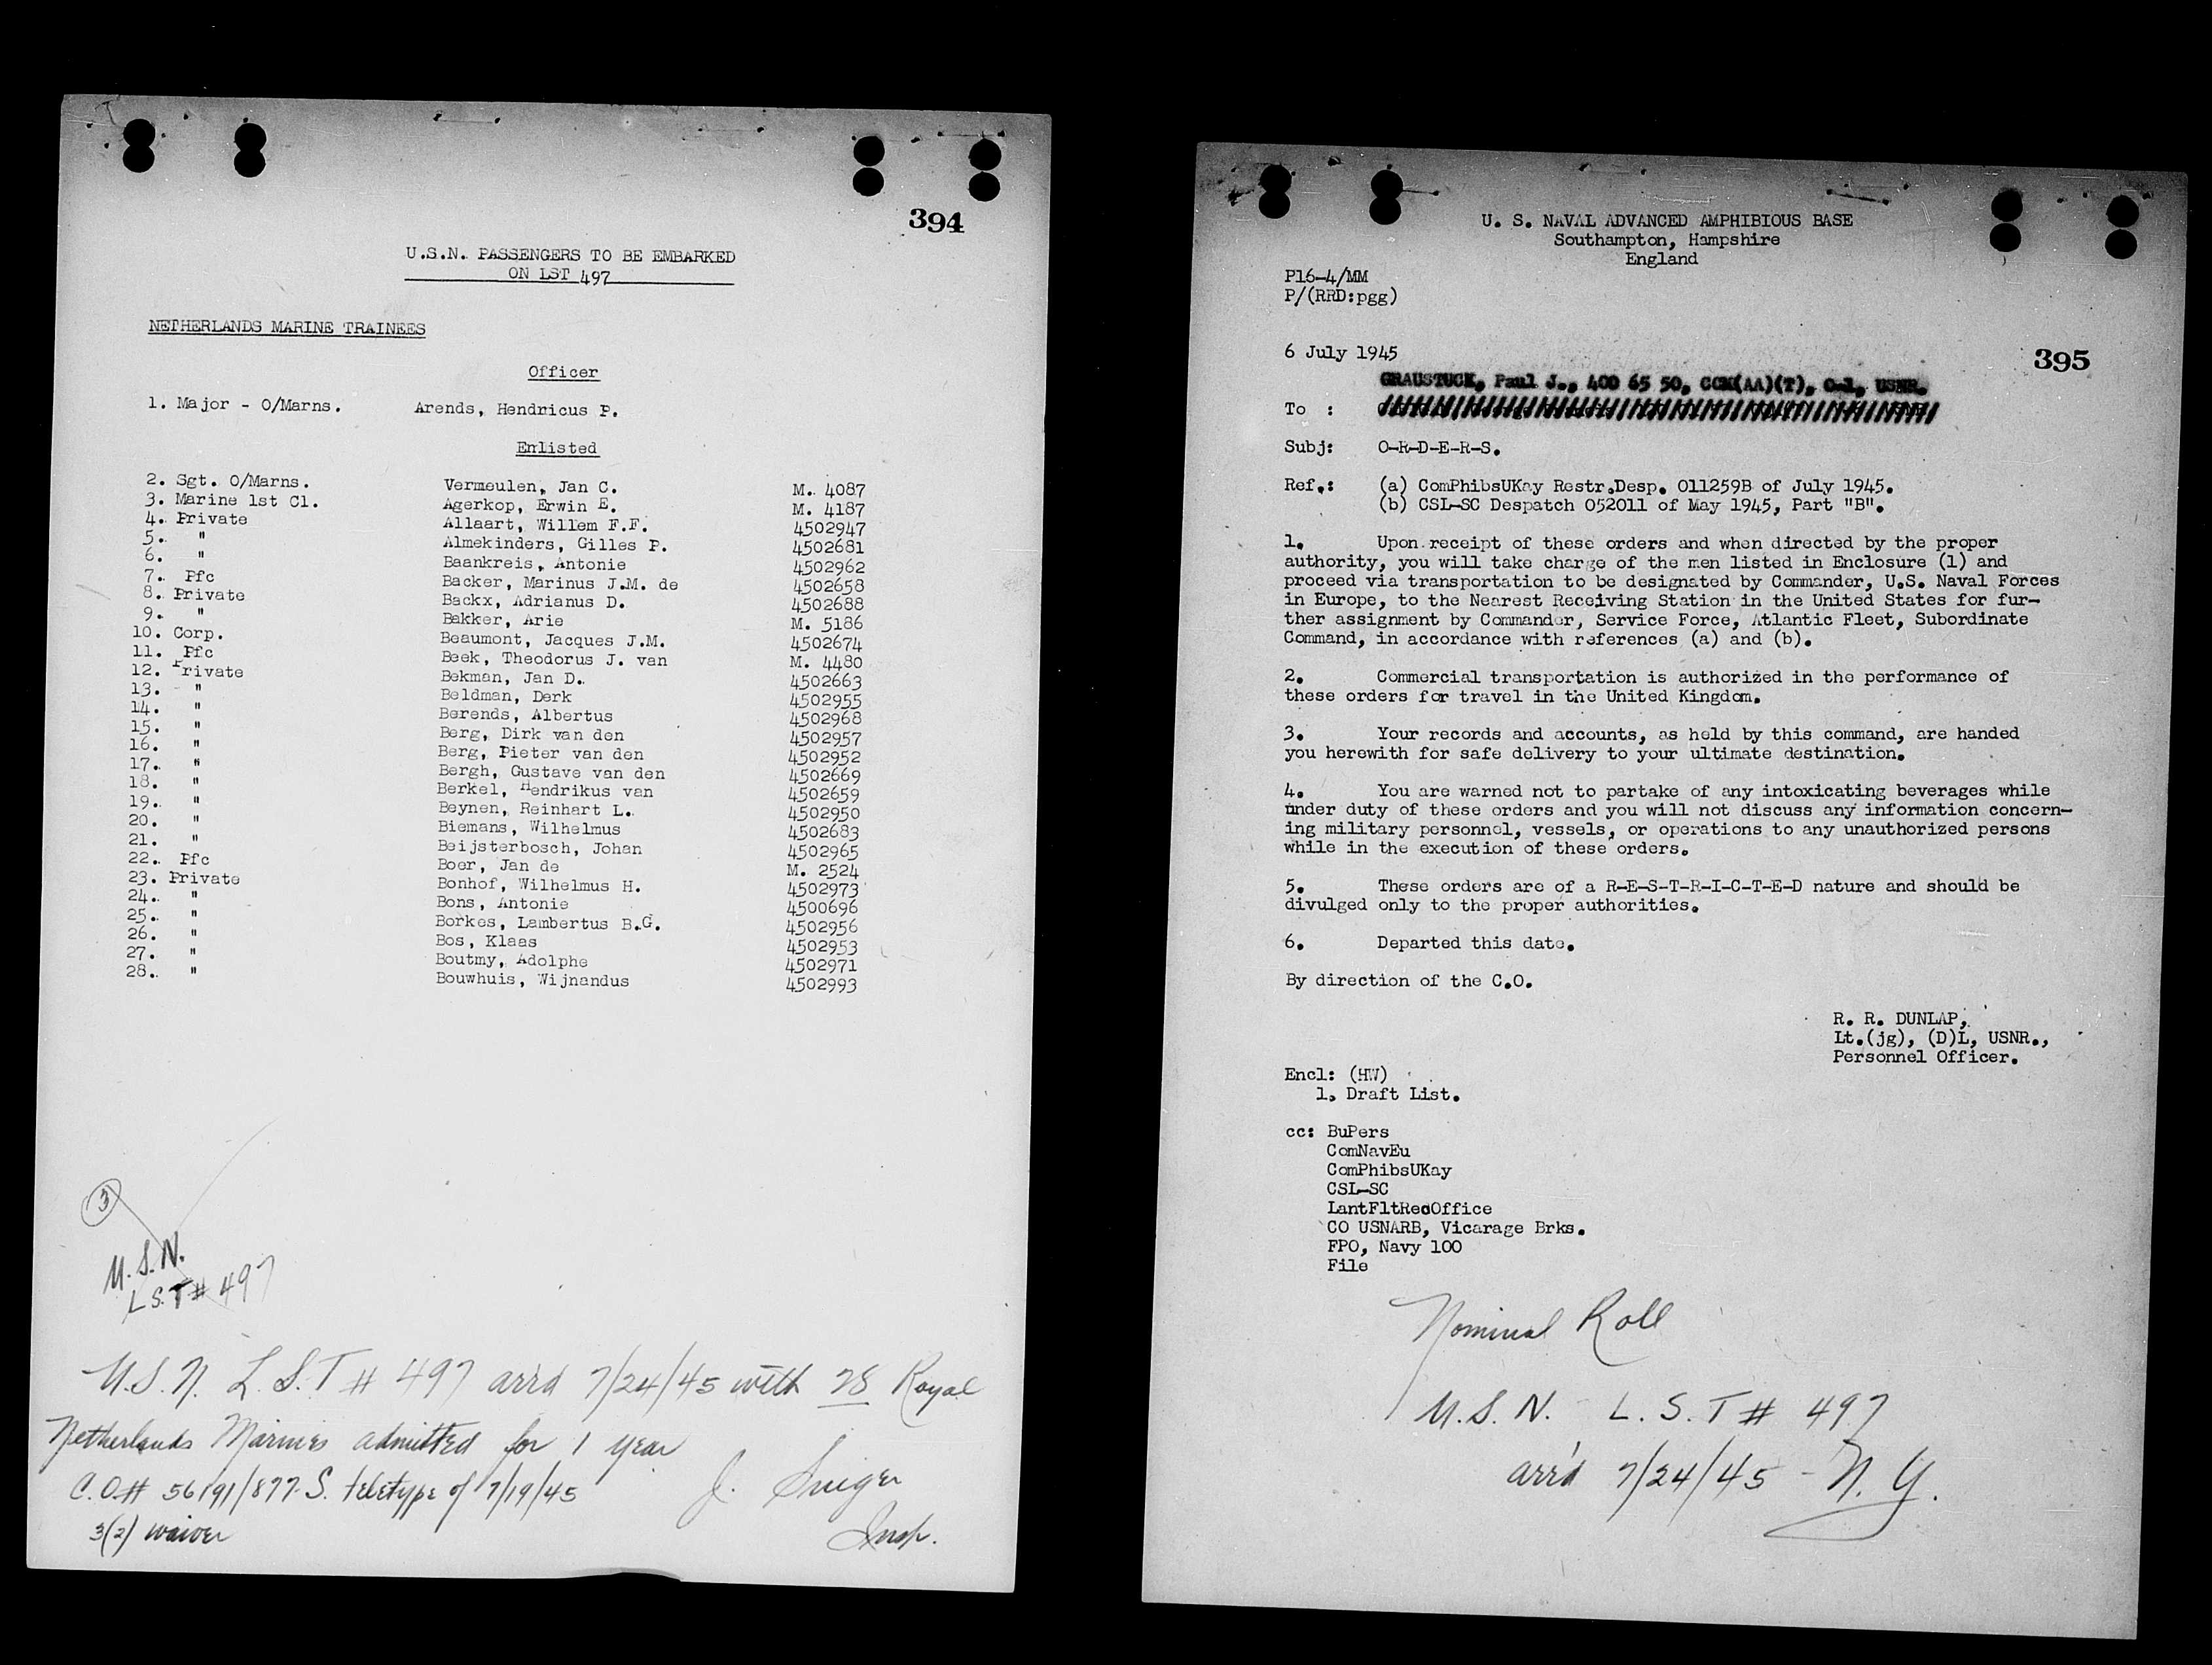 394
U.S.N. PASSENGERS TO BE EMBARKED
ON LST 497
NETHERLANDS MARINE TRAINEES
Officer
1. Major - O/Marns. Arends, Hendricus P.
Enlisted
2. Sgt. O/Marns. Vermeulen, Jan C. M. 4087
3. Marine 1st Cl. Agerkop, Erwin E. M. 4187
4. Private Allaart, Willem F.F. 4502947
5. " Almekinders, Gilles P. 4502681
6. " Baankreis, Antonie 4502962
7. Pfc Backer, Marinus J.M. de 4502658
8. Private Backx, Adrianus D. 4502688
9. " Bakker, Arie M. 5186
10. Corp. Beaumont, Jacques J.M. 4502674
11. Pfc Beek, Theodorus J. van M. 4480
12. Private Bekman, Jan D. 4502663
13. " Beldman, Derk 4502955
14. " Berends, Albertus 4502968
15. " Berg, Dirk van den 4502957
16. " Berg, Pieter van den 4502952
17. " Bergh, Gustave van den 4502669
18. " Berkel, Hendrikus van 4502659
19. " Beynen, Reinhart L. 4502950
20. " Biemans, Wilhelmus 4502683
21. " Beijsterbosch, Johan 4502965
22. Pfc Boer, Jan de M. 2524
23. Private Bonhof, Wilhelmus H. 4502973
24. " Bons, Antonie 4500696
25. " Borkes, Lambertus B.G. 4502956
26. " Bos, Klaas 4502953
27. " Boutmy, Adolphe 4502971
28. " Bouwhuis, Wijnandus 4502993
3
U.S.N.
L.S.T # 497
U.S.N. L.S.T # 497 arr'd 7/24/45 with 28 Royal
Netherlands Marines admitted for 1 year
C.O.# 56191/877-S. teletype of 7/19/45 J.
3(2) waiver Insp.
U. S. NAVAL ADVANCED AMPHIBIOUS BASE
Southampton, Hampshire
England
P16-4/MM
P/(RRD:pgg)
6 July 1945
395
GRAUSTUCK, Paul J., 400 65 50, CCK(AA)(T), C-1, USNR.
To :
Subj: O-R-D-E-R-S.
Ref.: (a) ComPhibsUKay Restr.Desp. 011259B of July 1945.
(b) CSL-SC Despatch 052011 of May 1945, Part "B".
1. Upon receipt of these orders and when directed by the proper
authority, you will take charge of the men listed in Enclosure (1) and
proceed via transportation to be designated by Commander, U.S. Naval Forces
in Europe, to the Nearest Receiving Station in the United States for fur-
ther assignment by Commander, Service Force, Atlantic Fleet, Subordinate
Command, in accordance with references (a) and (b).
2. Commercial transportation is authorized in the performance of
these orders for travel in the United Kingdom.
3. Your records and accounts, as held by this command, are handed
you herewith for safe delivery to your ultimate destination.
4. You are warned not to partake of any intoxicating beverages while
under duty of these orders and you will not discuss any information concern-
ing military personnel, vessels, or operations to any unauthorized persons
while in the execution of these orders.
5. These orders are of a R-E-S-T-R-I-C-T-E-D nature and should be
divulged only to the proper authorities.
6. Departed this date.
By direction of the C.O.
R. R. DUNLAP,
Lt.(jg), (D)L, USNR.,
Personnel Officer.
Encl: (HW)
1. Draft List.
cc: BuPers
ComNavEu
ComPhibsUKay
CSL-SC
LantFltRecOffice
CO USNARB, Vicarage Brks.
FPO, Navy 100
File
Nominal Roll
U.S.N. L.S.T # 497
arr'd 7/24/45 - N.Y.